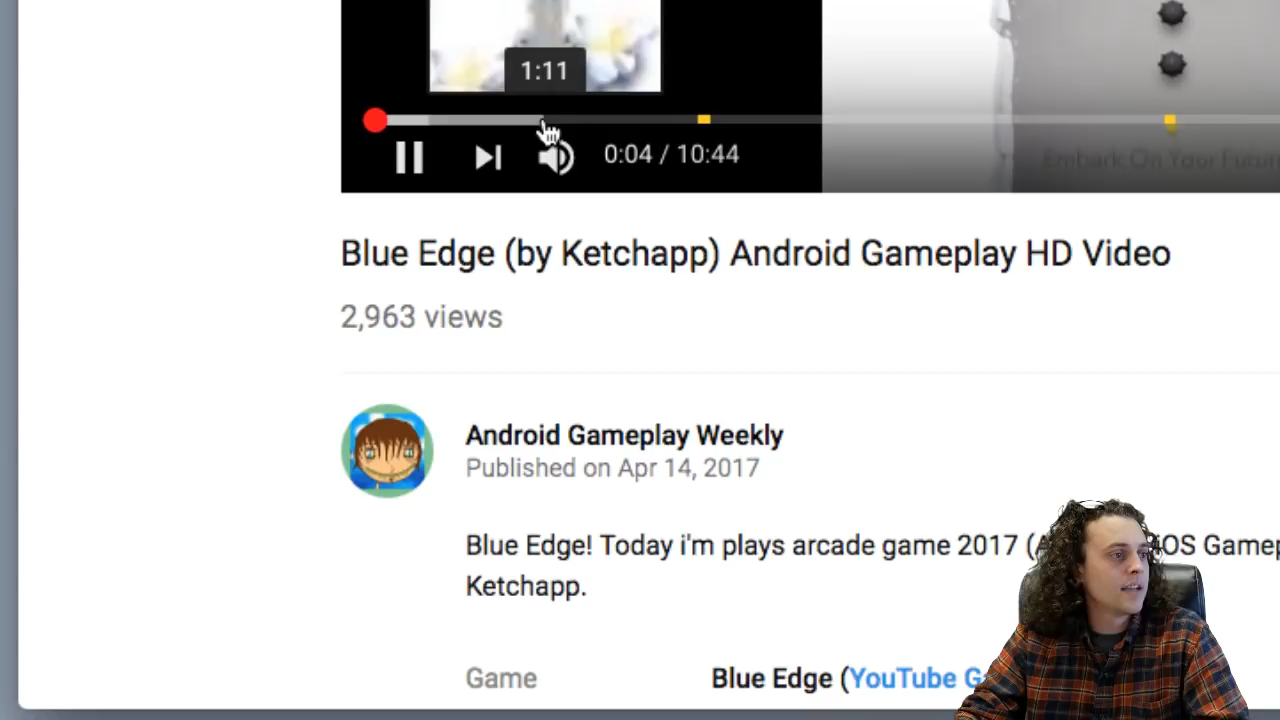 1:11
0:04 / 10:44
Embark On Your Futur
Blue Edge (by Ketchapp) Android Gameplay HD Video
2,963 views
Android Gameplay Weekly
Published on Apr 14, 2017
Blue Edge! Today i'm plays arcade game 2017 ( OS Gamep
Ketchapp.
Game
Blue Edge (YouTube G